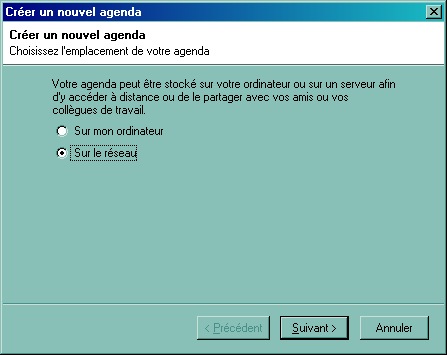 Créer un nouvel agenda
Créer un nouvel agenda
Choisissez l'emplacement de votre agenda
Votre agenda peut être stocké sur votre ordinateur ou sur un serveur afin
d'y accéder à distance ou de le partager avec vos amis ou vos
collègues de travail.
Sur mon ordinateur
Sur le réseau
< Précédent
Suivant >
Annuler